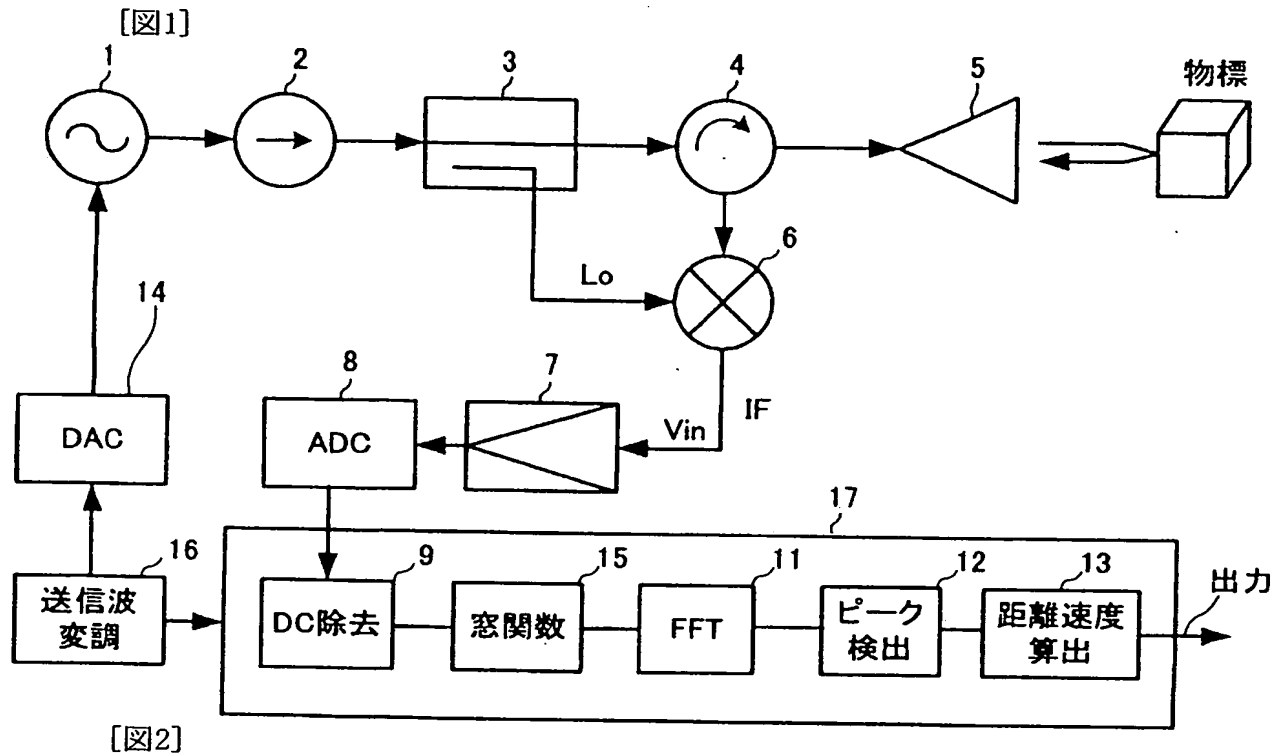 [図1]
1
2
3
4
5
物標
6
Lo
14
8
7
IF
Vin
DAC
ADC
17
16
9
15
11
12
13
出力
送信波
変調
DC除去
窓関数
FFT
ピーク
検出
距離速度
算出
[図2]